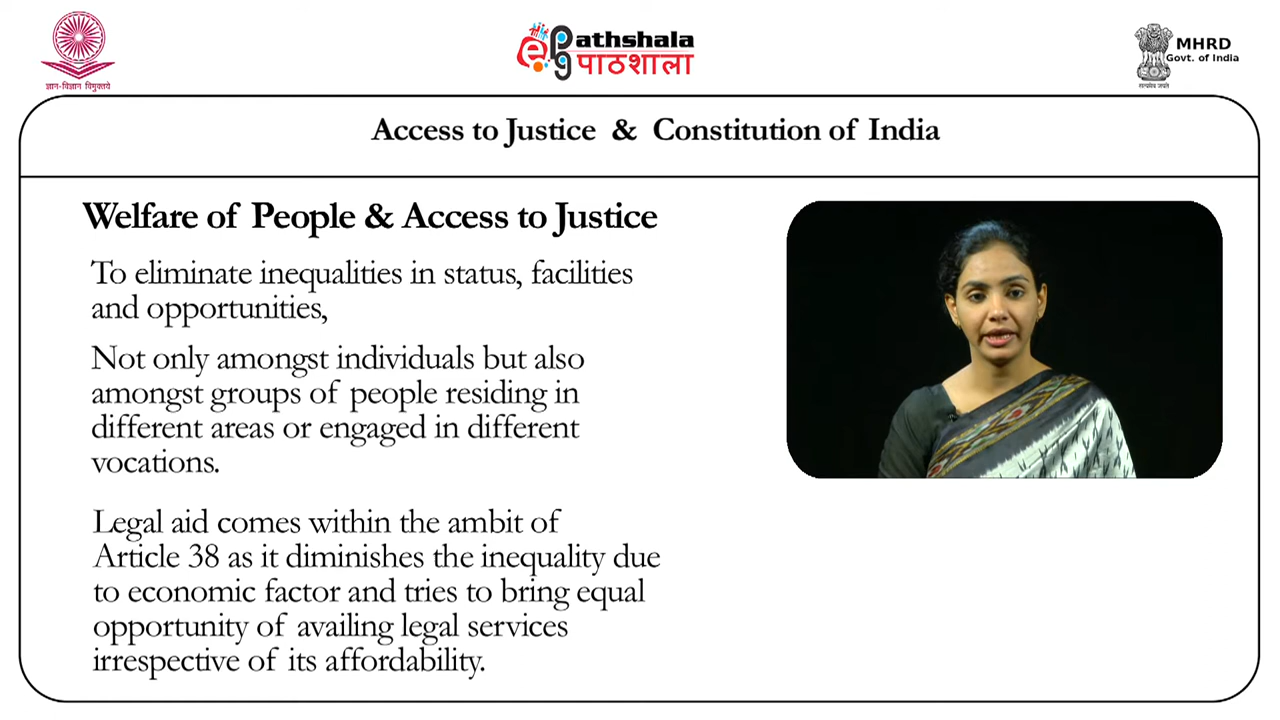 ज्ञान-विज्ञान विमुक्तये
epg Pathshala
पाठशाला
MHRD
Govt. of India
सत्यमेव जयते
Access to Justice & Constitution of India
Welfare of People & Access to Justice
To eliminate inequalities in status, facilities
and opportunities,
Not only amongst individuals but also
amongst groups of people residing in
different areas or engaged in different
vocations.
Legal aid comes within the ambit of
Article 38 as it diminishes the inequality due
to economic factor and tries to bring equal
opportunity of availing legal services
irrespective of its affordability.